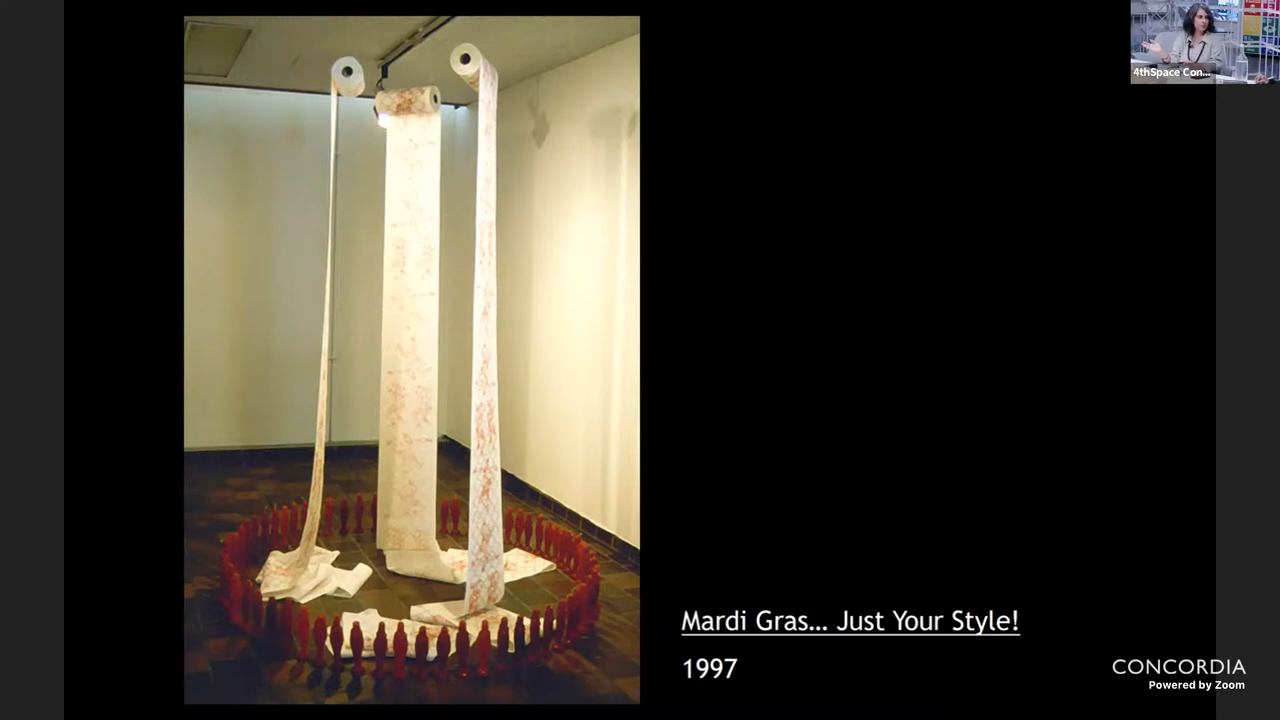 4thSpace Con...
Mardi Gras... Just Your Style!
1997
CONCORDIA
Powered by Zoom